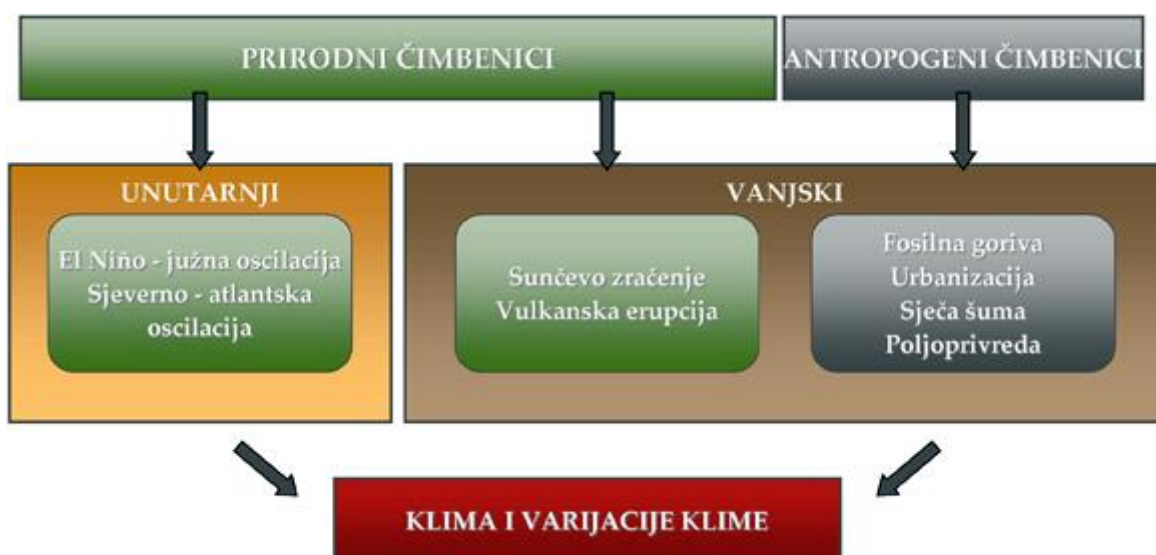 PRIRODNI ČIMBENICI
ANTROPOGENI ČIMBENICI
UNUTARNJI
El Niño - južna oscilacija
Sjeverno - atlantska
oscilacija
VANJSKI
Sunčevo zračenje
Vulkanska erupcija
Fosilna goriva
Urbanizacija
Sječa šuma
Poljoprivreda
KLIMA I VARIJACIJE KLIME